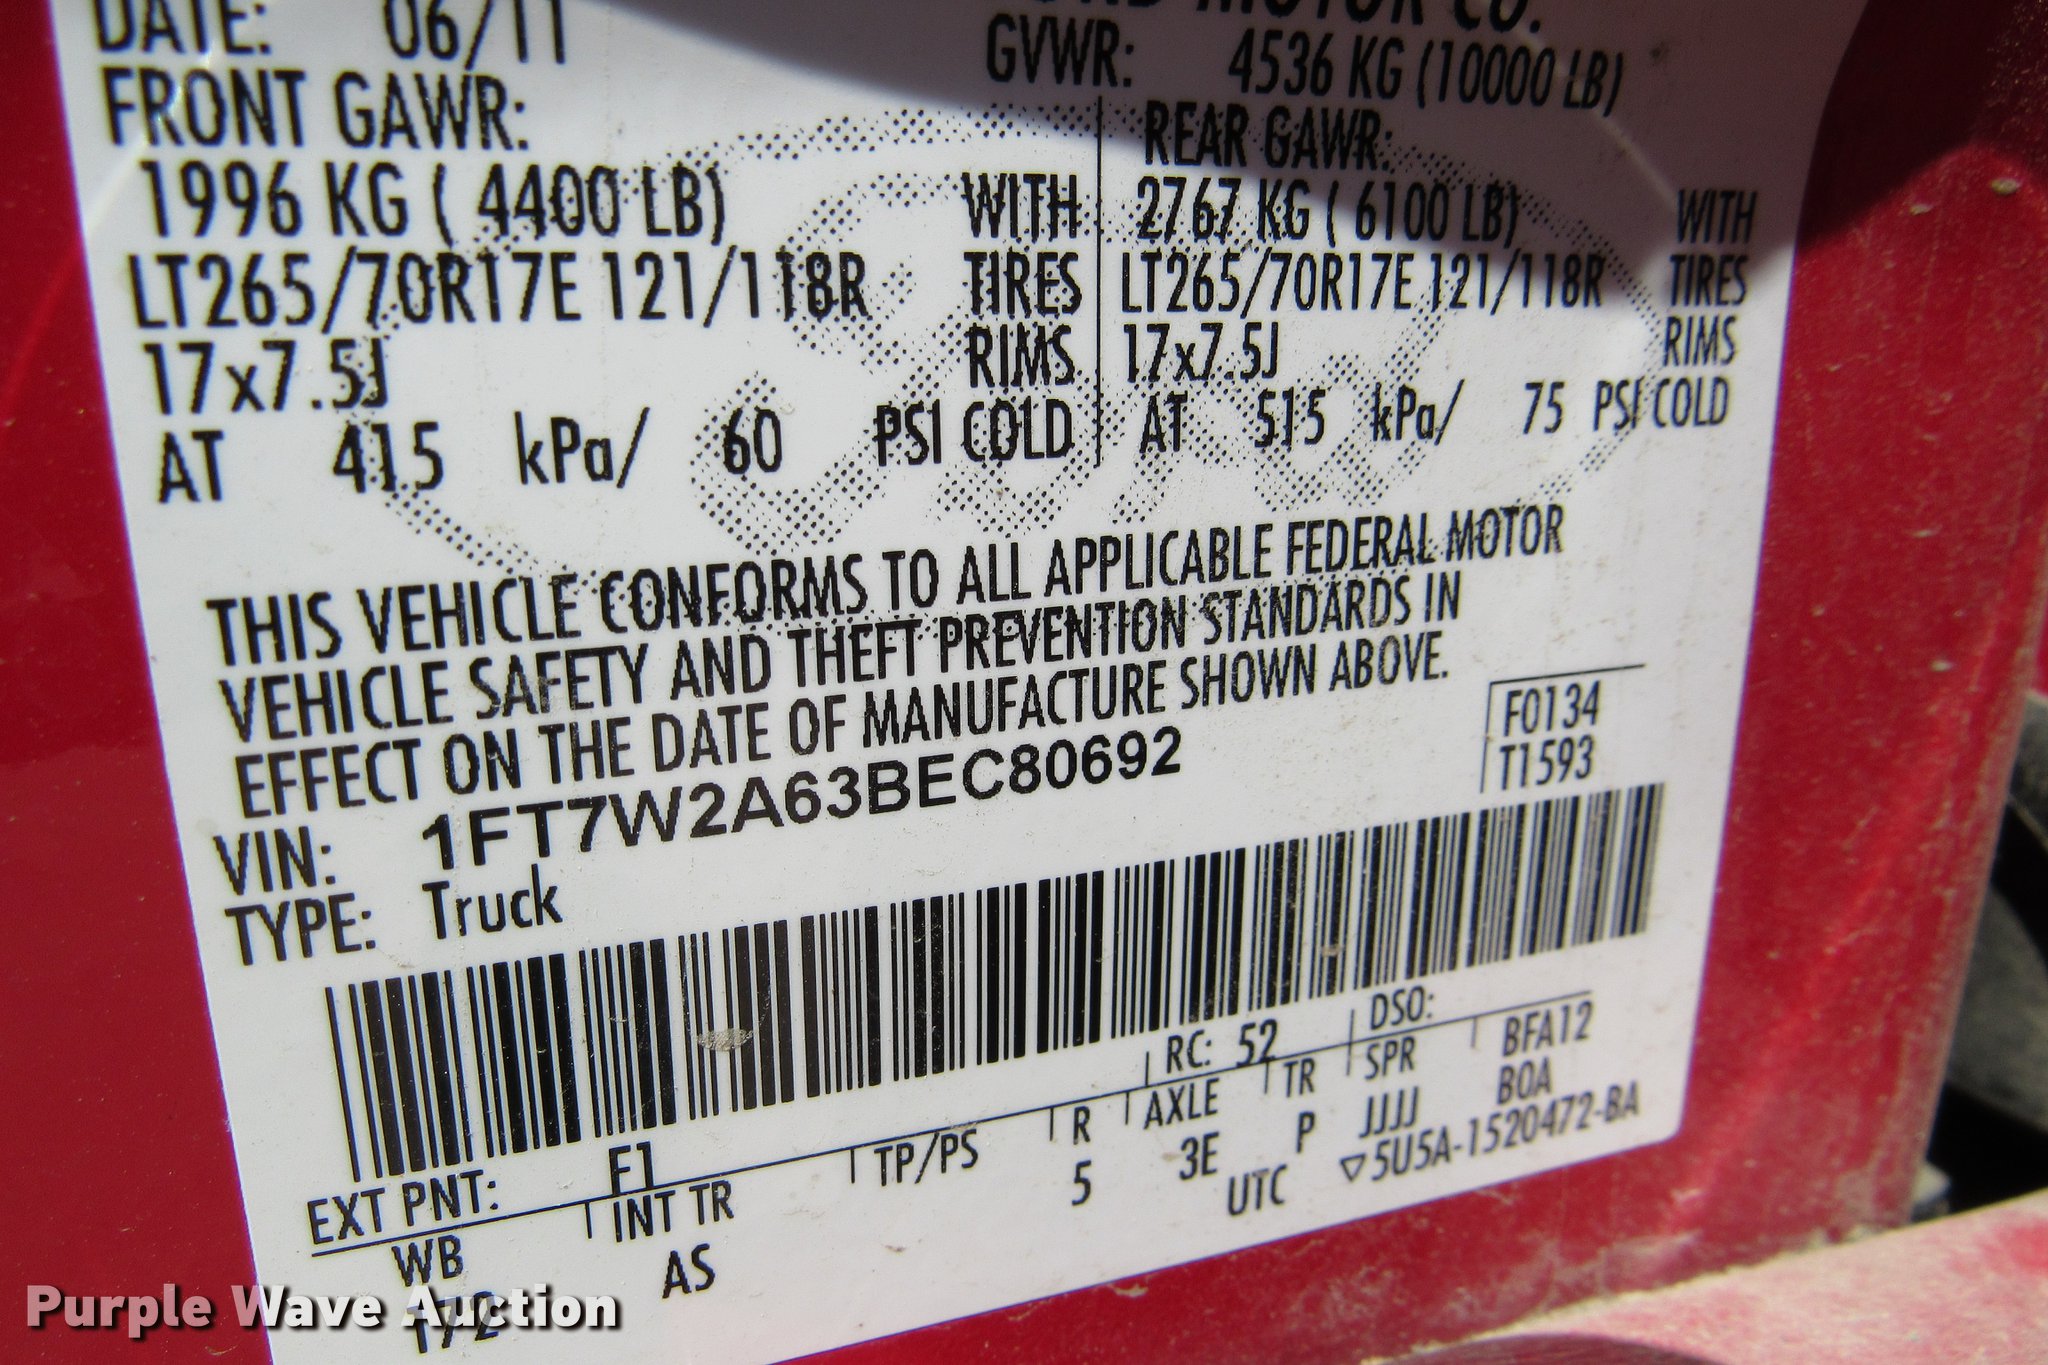 DATE: 06/11
MOTOR CO.
GVWR: 4536 KG (10000 LB)
FRONT GAWR:
1996 KG ( 4400 LB) WITH
LT265/70R17E 121/118R TIRES
17x7.5J RIMS
AT 415 kPa/ 60 PSI COLD
REAR GAWR:
2767 KG ( 6100 LB) WITH
LT265/70R17E 121/118R TIRES
17x7.5J RIMS
AT 515 kPa/ 75 PSI COLD
THIS VEHICLE CONFORMS TO ALL APPLICABLE FEDERAL MOTOR
VEHICLE SAFETY AND THEFT PREVENTION STANDARDS IN
EFFECT ON THE DATE OF MANUFACTURE SHOWN ABOVE.
F0134
T1593
VIN: 1FT7W2A63BEC80692
TYPE: Truck
EXT PNT: F1 RC: 52 DSO:
WB INT TR TP/PS R AXLE TR SPR BFA12
172 AS 5 3E P JJJJ BOA
UTC ▽5U5A-1520472-BA
Purple Wave Auction